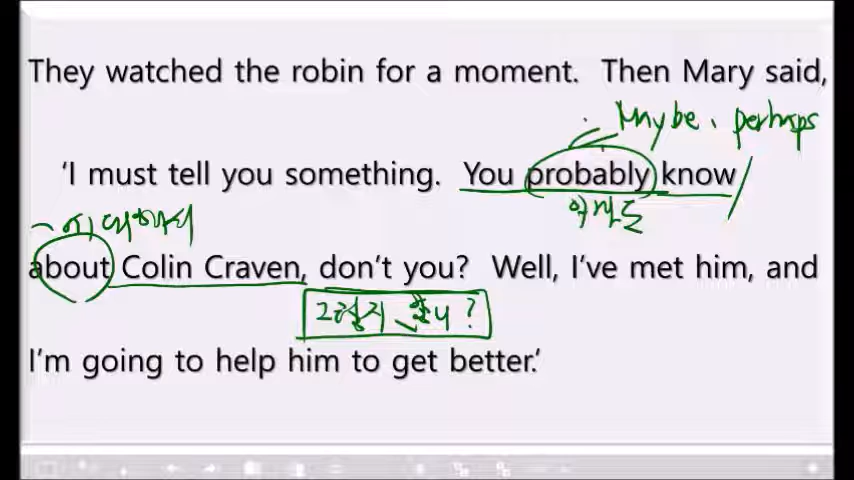 They watched the robin for a moment. Then Mary said,
Maybe, perhaps
'I must tell you something. You probably know
아마도
~에 대하여
about Colin Craven, don't you? Well, I've met him, and
그렇지 않니?
I'm going to help him to get better.'